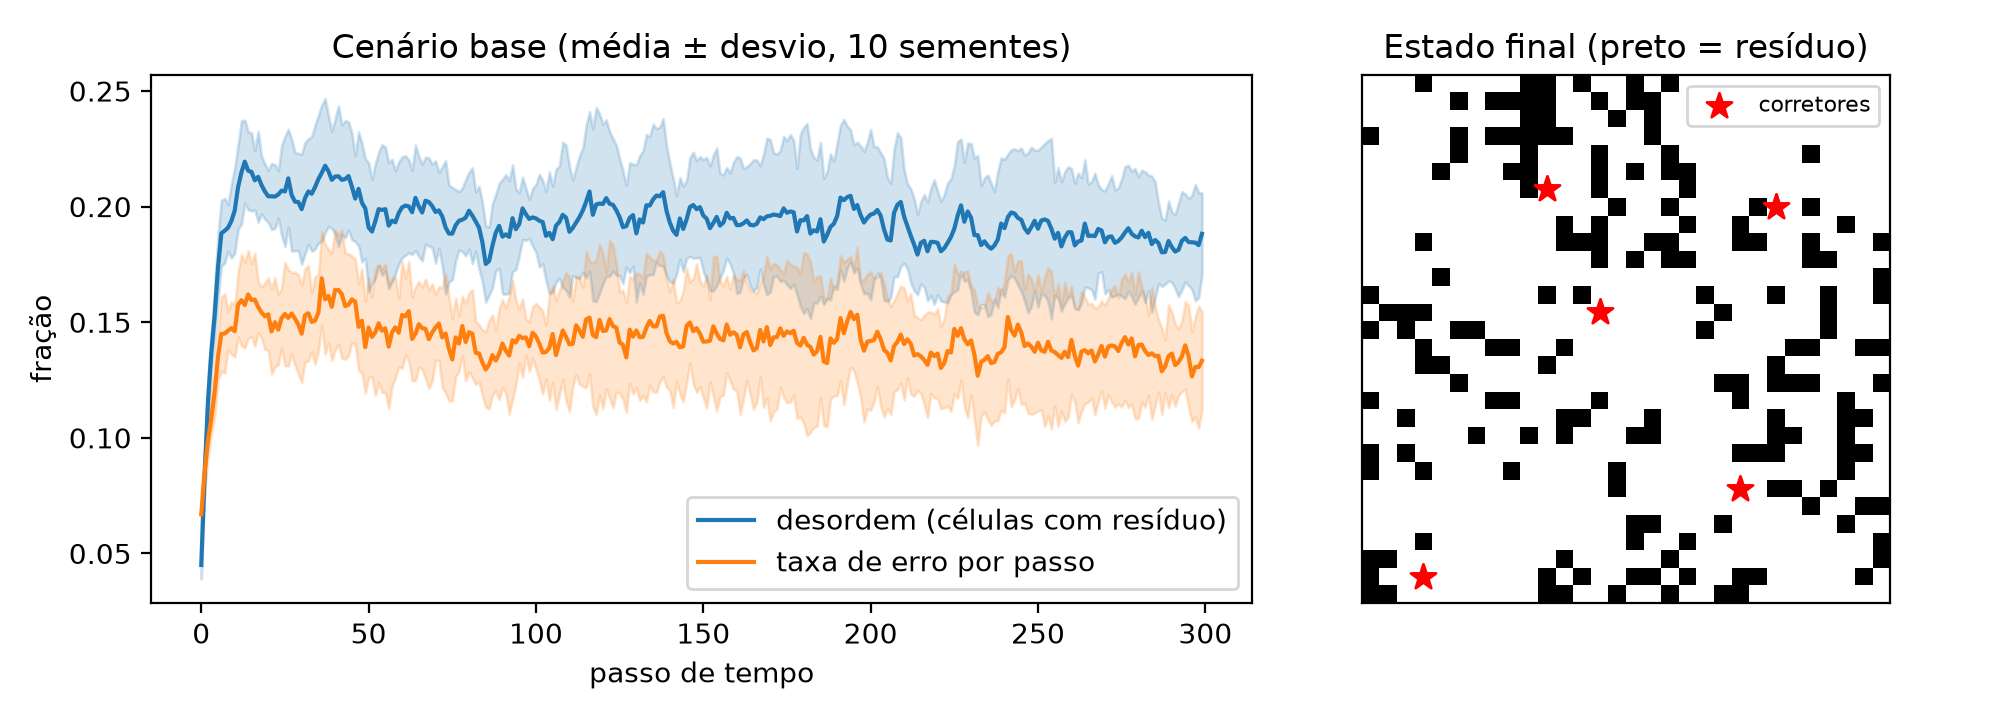 Cenário base (média ± desvio, 10 sementes)
0.25
0.20
0.15
0.10
0.05
fração
0 50 100 150 200 250 300
passo de tempo
desordem (células com resíduo)
taxa de erro por passo
Estado final (preto = resíduo)
corretores